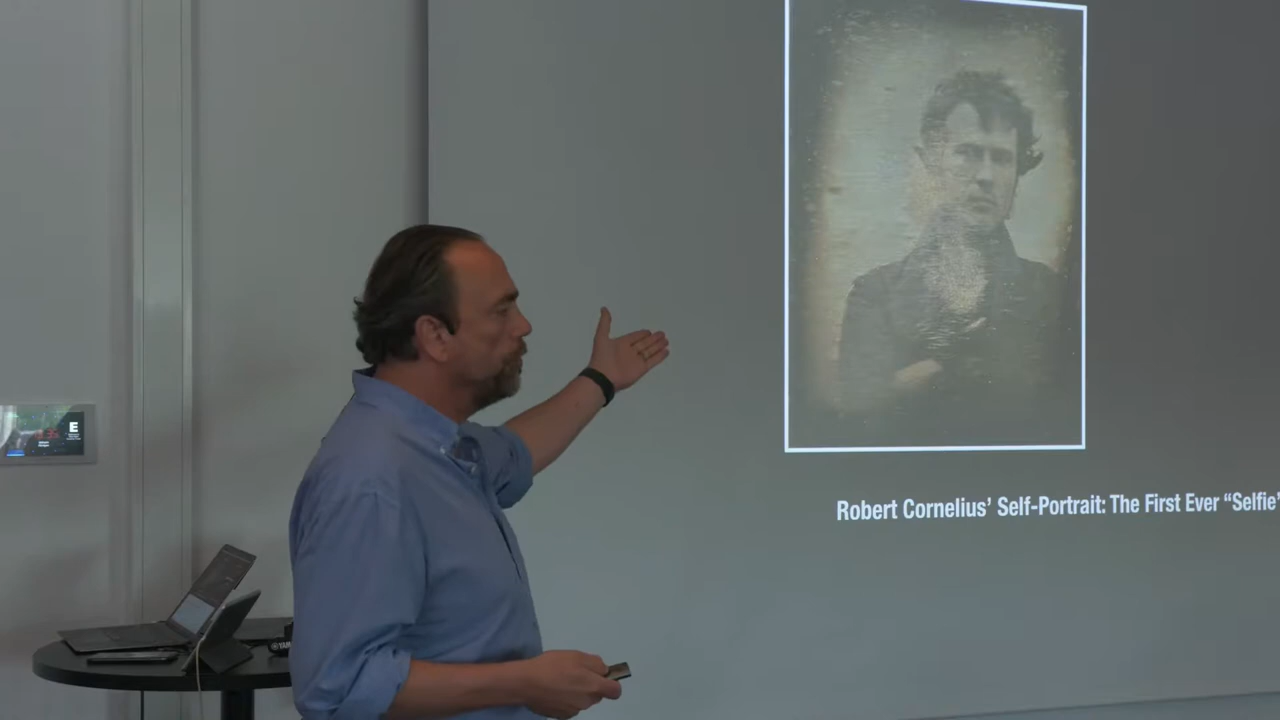 Robert Cornelius' Self-Portrait: The First Ever “Selfie”
E